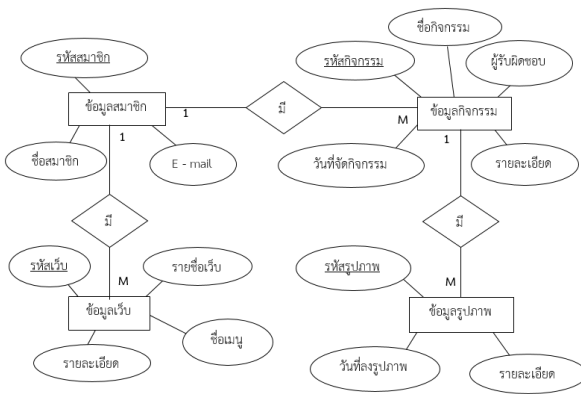 ชื่อกิจกรรม
รหัสสมาชิก
รหัสกิจกรรม
ผู้รับผิดชอบ
ข้อมูลสมาชิก
1
มี
M
ข้อมูลกิจกรรม
1
1
ชื่อสมาชิก
E - mail
วันที่จัดกิจกรรม
รายละเอียด
มี
มี
รหัสเว็บ
รายชื่อเว็บ
รหัสรูปภาพ
M
M
ข้อมูลเว็บ
ข้อมูลรูปภาพ
ชื่อเมนู
รายละเอียด
วันที่ลงรูปภาพ
รายละเอียด